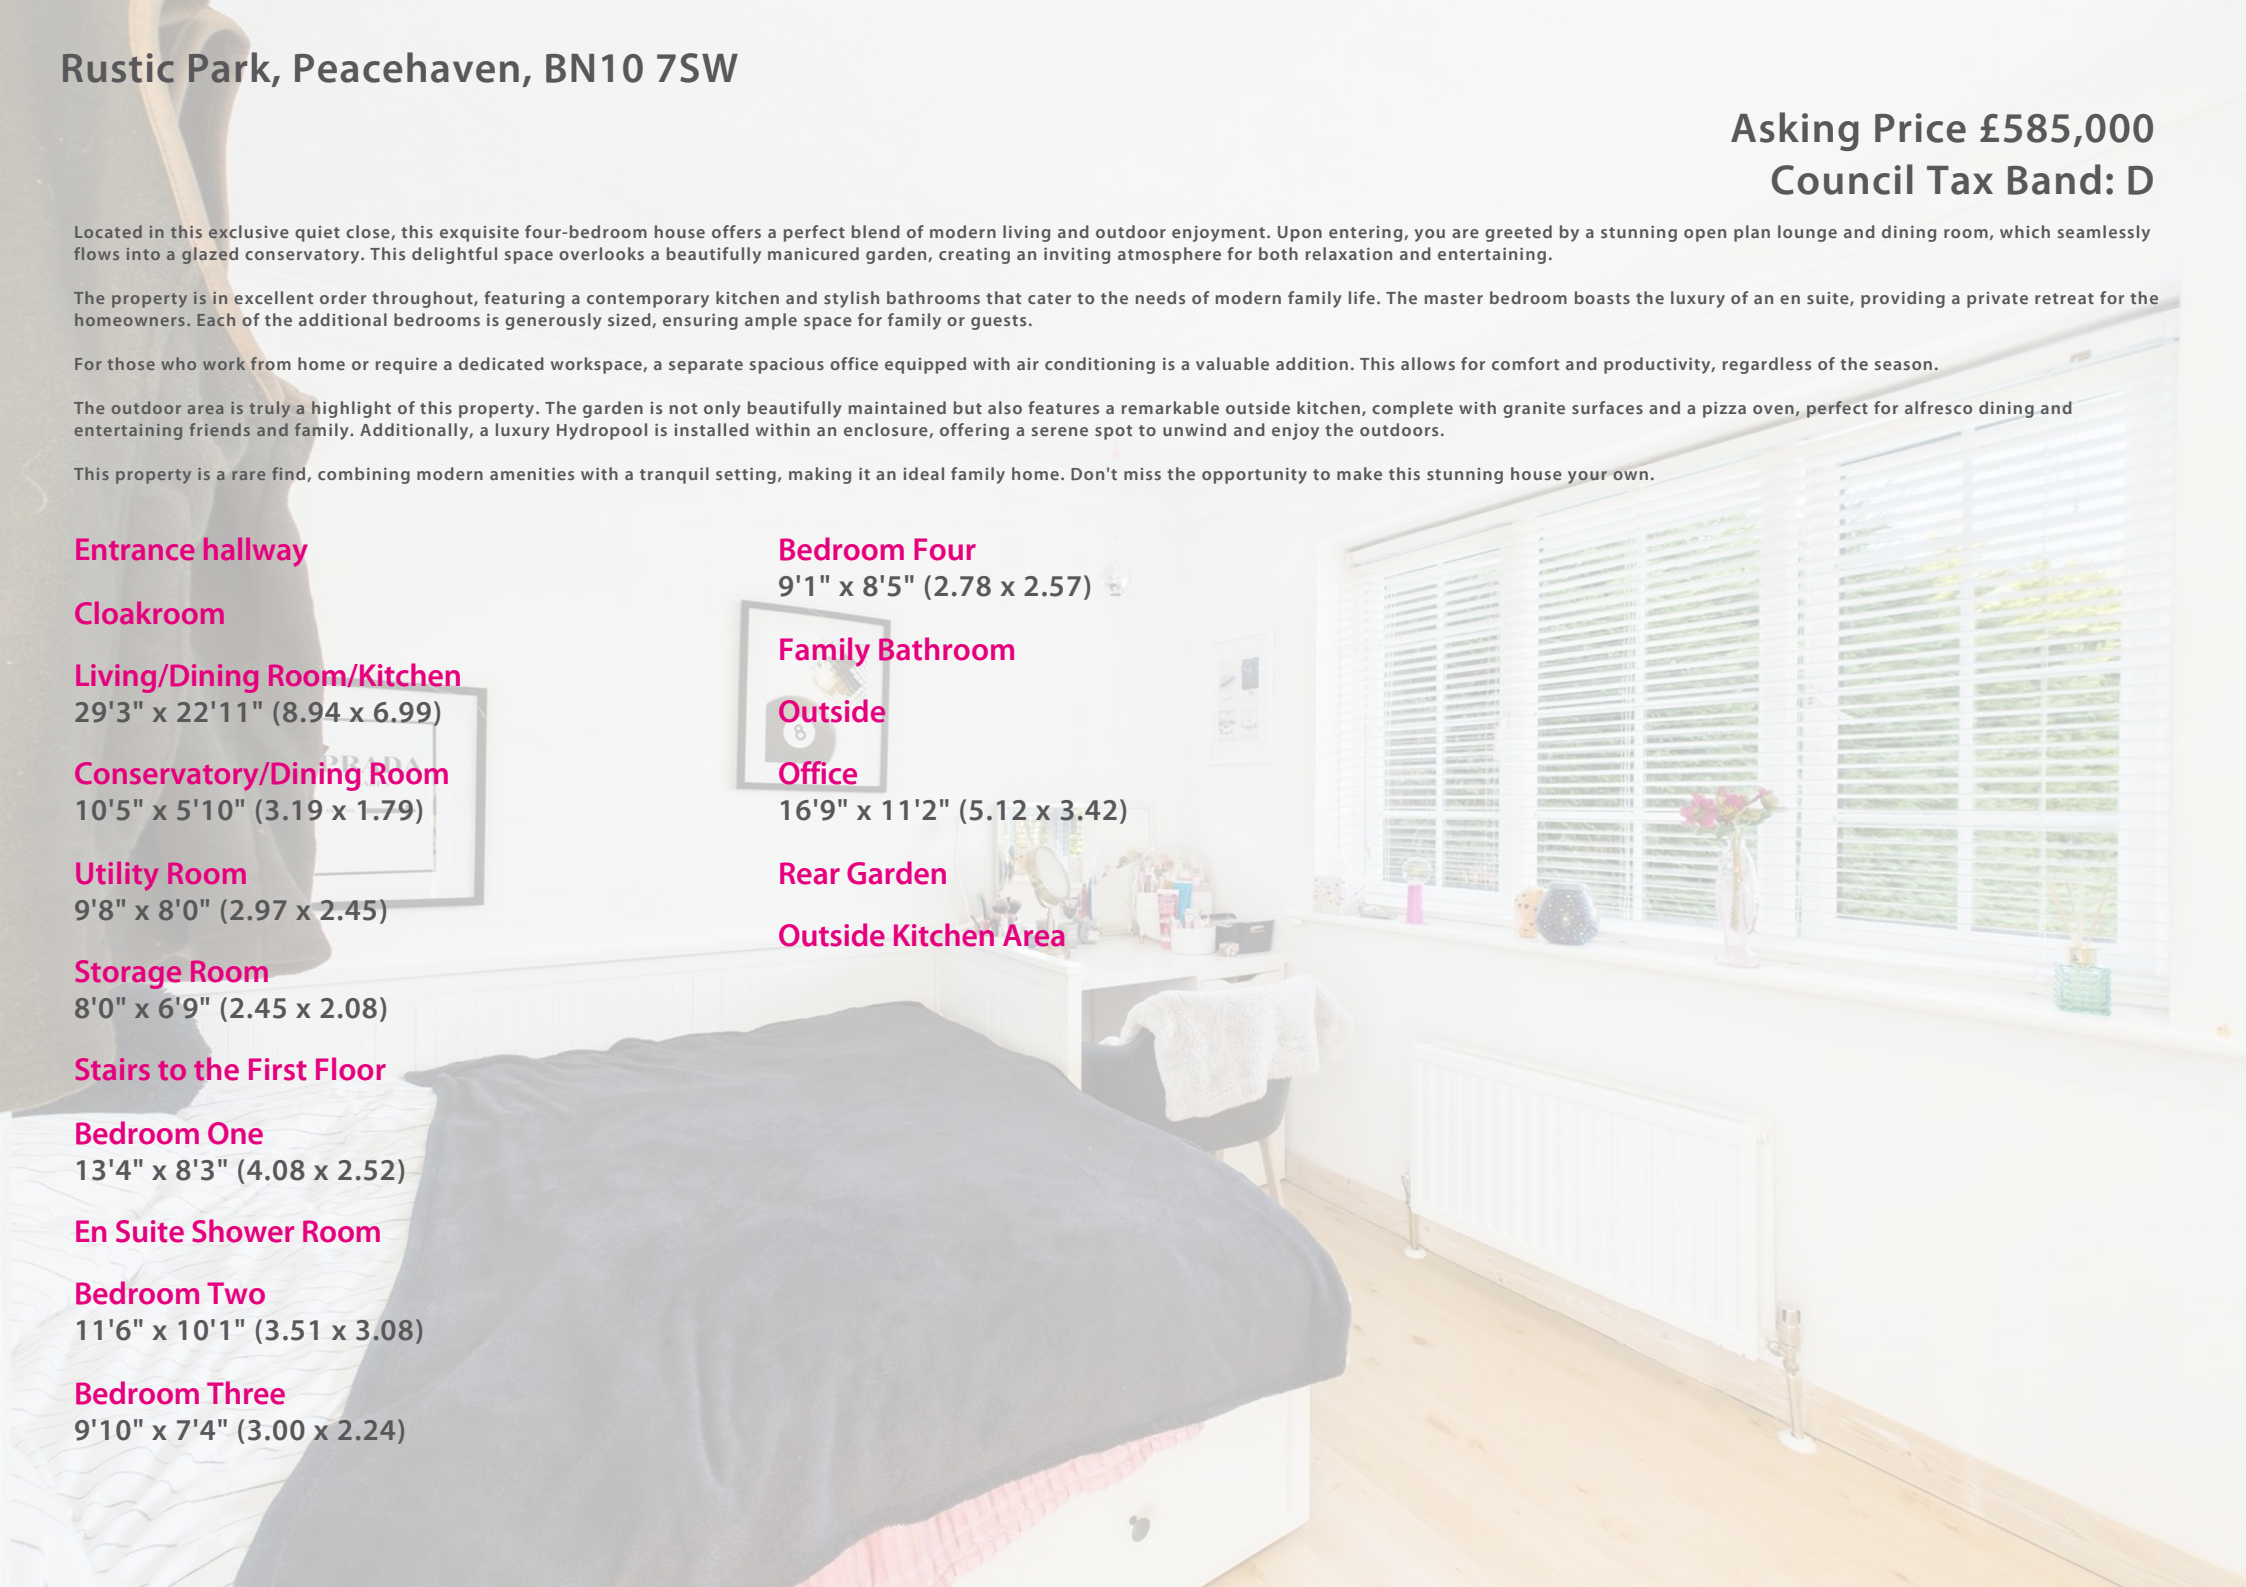 Rustic Park, Peacehaven, BN10 7SW
Asking Price £585,000
Council Tax Band: D
Located in this exclusive quiet close, this exquisite four-bedroom house offers a perfect blend of modern living and outdoor enjoyment. Upon entering, you are greeted by a stunning open plan lounge and dining room, which seamlessly
flows into a glazed conservatory. This delightful space overlooks a beautifully manicured garden, creating an inviting atmosphere for both relaxation and entertaining.
The property is in excellent order throughout, featuring a contemporary kitchen and stylish bathrooms that cater to the needs of modern family life. The master bedroom boasts the luxury of an en suite, providing a private retreat for the
homeowners. Each of the additional bedrooms is generously sized, ensuring ample space for family or guests.
For those who work from home or require a dedicated workspace, a separate spacious office equipped with air conditioning is a valuable addition. This allows for comfort and productivity, regardless of the season.
The outdoor area is truly a highlight of this property. The garden is not only beautifully maintained but also features a remarkable outside kitchen, complete with granite surfaces and a pizza oven, perfect for alfresco dining and
entertaining friends and family. Additionally, a luxury Hydropool is installed within an enclosure, offering a serene spot to unwind and enjoy the outdoors.
This property is a rare find, combining modern amenities with a tranquil setting, making it an ideal family home. Don't miss the opportunity to make this stunning house your own.
Entrance hallway
Cloakroom
Living/Dining Room/Kitchen
29'3" x 22'11" (8.94 x 6.99)
Conservatory/Dining Room
10'5" x 5'10" (3.19 x 1.79)
Utility Room
9'8" x 8'0" (2.97 x 2.45)
Storage Room
8'0" x 6'9" (2.45 x 2.08)
Stairs to the First Floor
Bedroom One
13'4" x 8'3" (4.08 x 2.52)
En Suite Shower Room
Bedroom Two
11'6" x 10'1" (3.51 x 3.08)
Bedroom Three
9'10" x 7'4" (3.00 x 2.24)
Bedroom Four
9'1" x 8'5" (2.78 x 2.57)
Family Bathroom
Outside
Office
16'9" x 11'2" (5.12 x 3.42)
Rear Garden
Outside Kitchen Area
PRADA
8